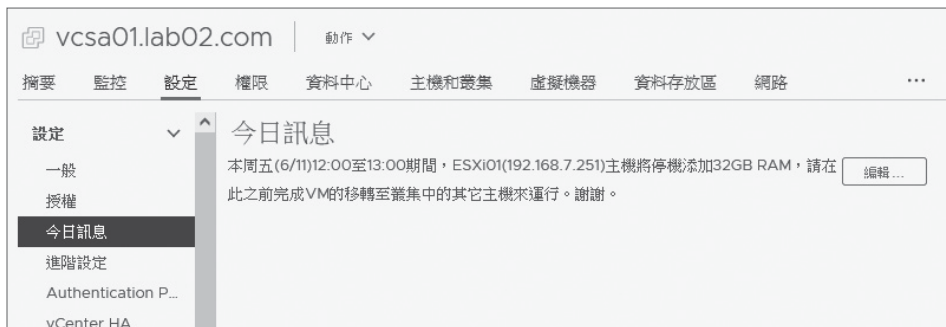 vcsa01.lab02.com 動作
摘要 監控 設定 權限 資料中心 主機和叢集 虛擬機器 資料存放區 網路 ...
設定
一般
授權
今日訊息
進階設定
Authentication P...
vCenter HA
今日訊息
本周五(6/11)12:00至13:00期間,ESXi01(192.168.7.251)主機將停機添加32GB RAM,請在
此之前完成VM的移轉至叢集中的其它主機來運行。謝謝。
編輯...